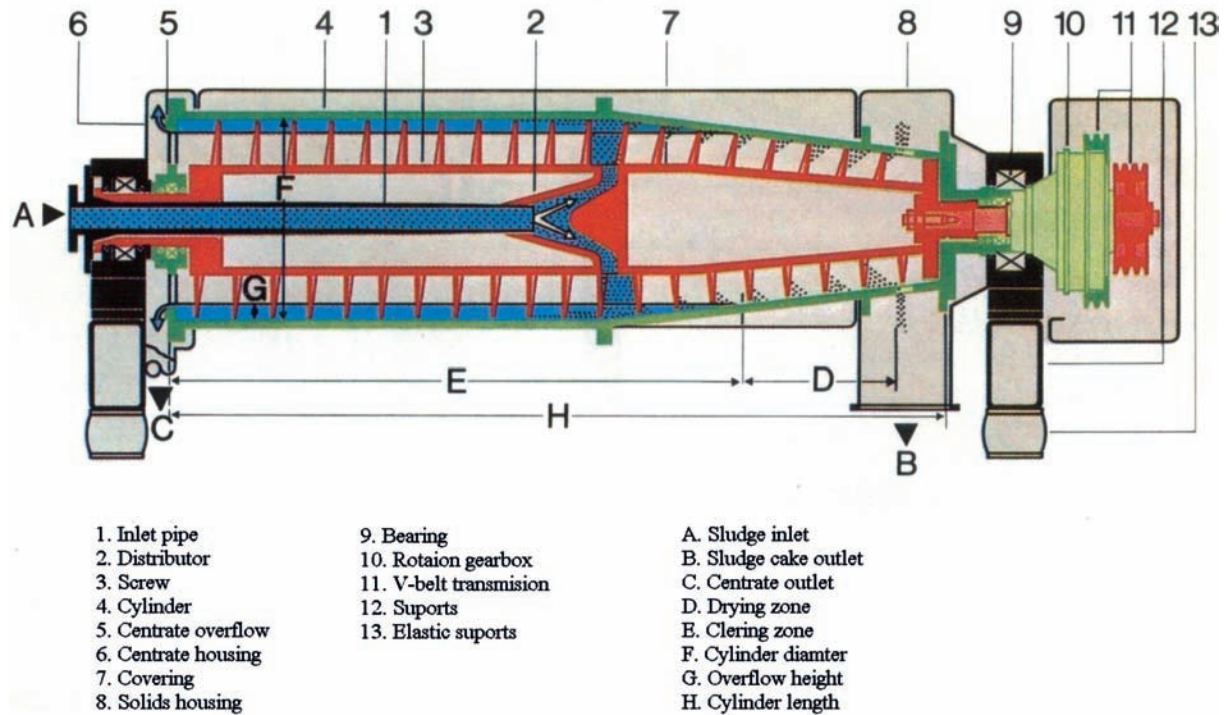 6 5 4 1 3 2 7 8 9 10 11 12 13
A
F
G
E
D
C
H
B
1. Inlet pipe
2. Distributor
3. Screw
4. Cylinder
5. Centrate overflow
6. Centrate housing
7. Covering
8. Solids housing
9. Bearing
10. Rotaion gearbox
11. V-belt transmision
12. Suports
13. Elastic suports
A. Sludge inlet
B. Sludge cake outlet
C. Centrate outlet
D. Drying zone
E. Clering zone
F. Cylinder diamter
G. Overflow height
H. Cylinder length